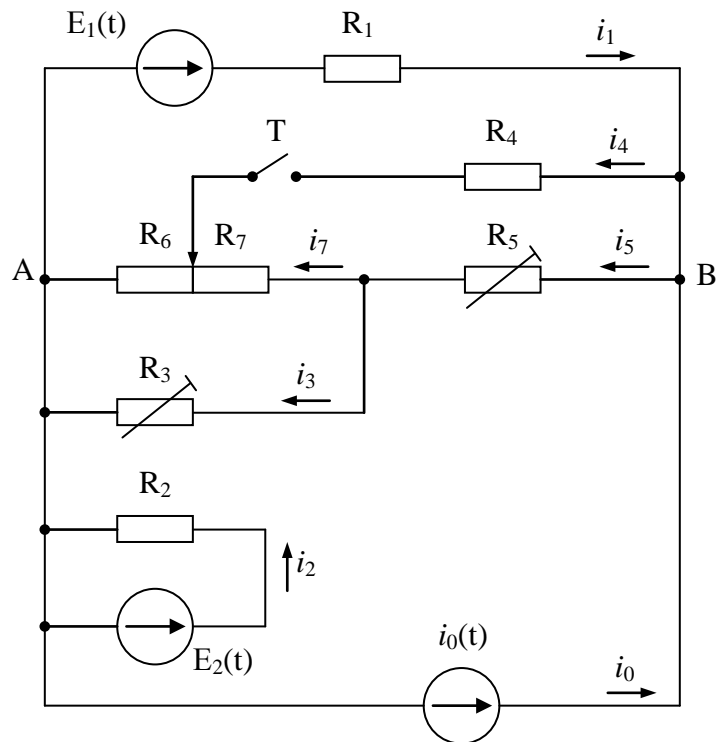 E₁(t)
R₁
i₁
T
R₄
i₄
R₆
R₇
i₇
R₅
i₅
A
B
R₃
i₃
R₂
i₂
E₂(t)
i₀(t)
i₀